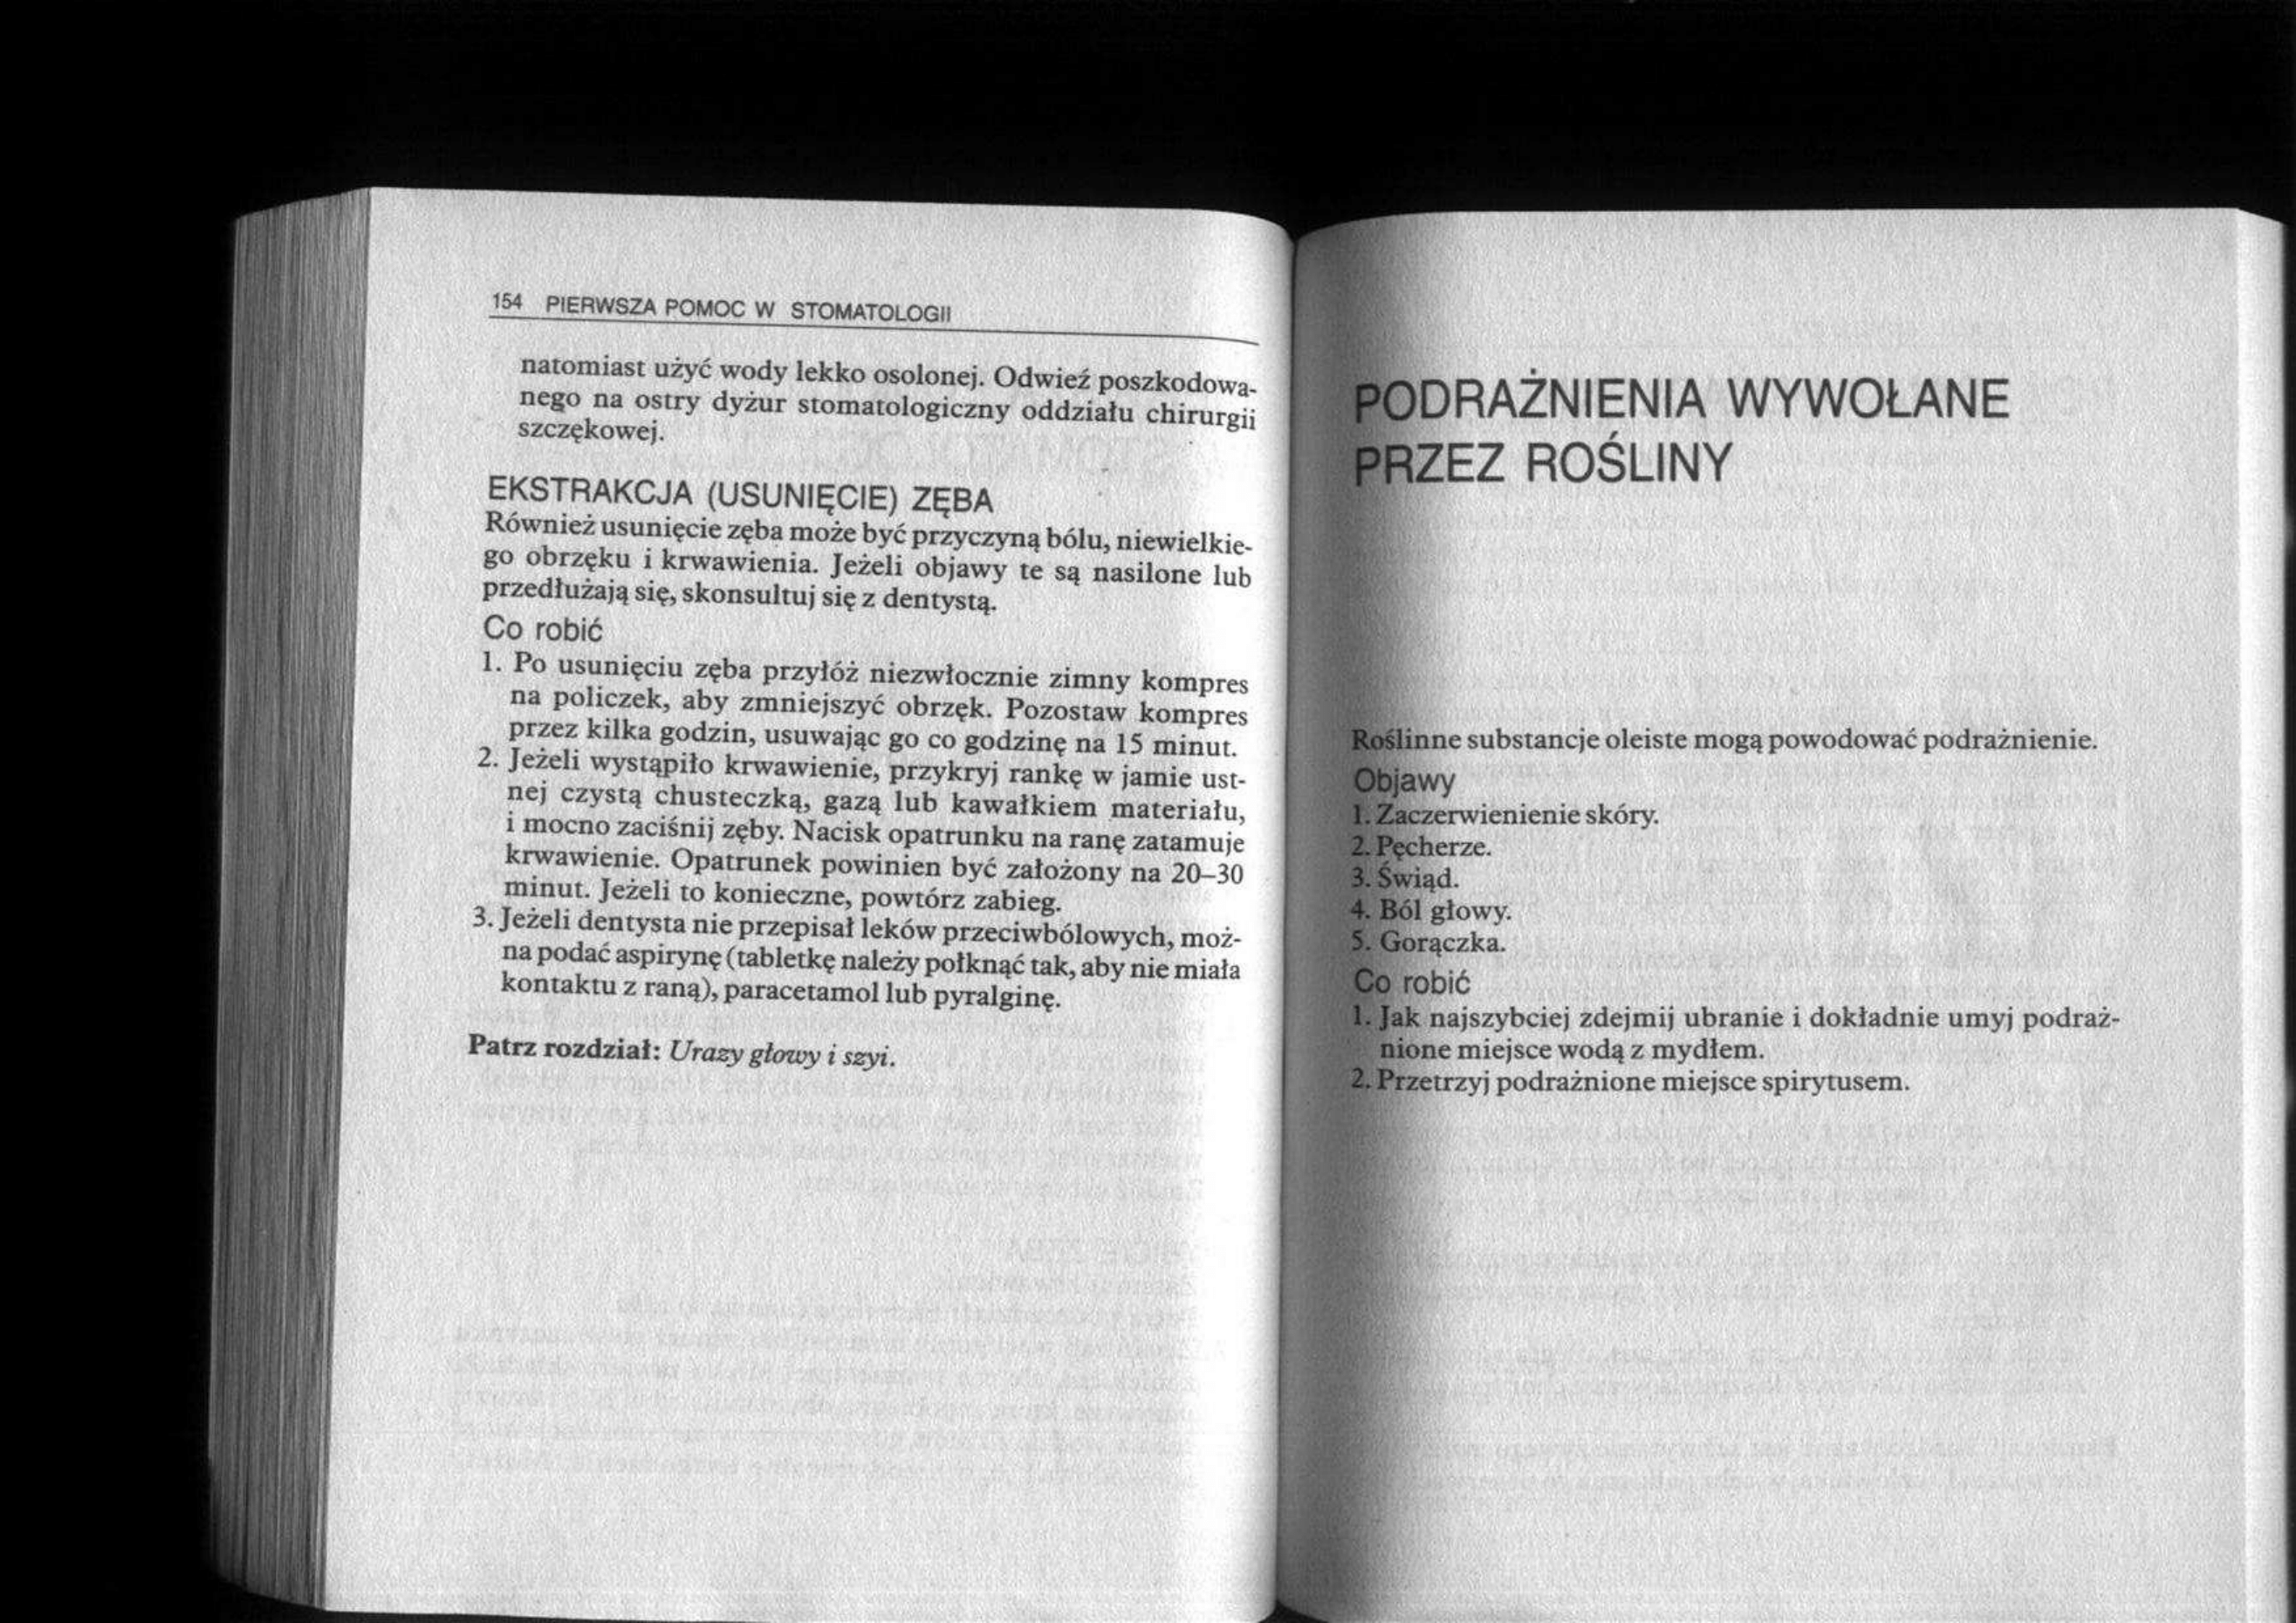 154 PIERWSZA POMOC W STOMATOLOGII
natomiast użyć wody lekko osolonej. Odwieź poszkodowa-
nego na ostry dyżur stomatologiczny oddziału chirurgii
szczękowej.
EKSTRAKCJA (USUNIĘCIE) ZĘBA
Również usunięcie zęba może być przyczyną bólu, niewielkie-
go obrzęku i krwawienia. Jeżeli objawy te są nasilone lub
przedłużają się, skonsultuj się z dentystą.
Co robić
1. Po usunięciu zęba przyłóż niezwłocznie zimny kompres
na policzek, aby zmniejszyć obrzęk. Pozostaw kompres
przez kilka godzin, usuwając go co godzinę na 15 minut.
2. Jeżeli wystąpiło krwawienie, przykryj rankę w jamie ust-
nej czystą chusteczką, gazą lub kawałkiem materiału,
i mocno zaciśnij zęby. Nacisk opatrunku na ranę zatamuje
krwawienie. Opatrunek powinien być założony na 20–30
minut. Jeżeli to konieczne, powtórz zabieg.
3. Jeżeli dentysta nie przepisał leków przeciwbólowych, moż-
na podać aspirynę (tabletkę należy połknąć tak, aby nie miała
kontaktu z raną), paracetamol lub pyralginę.
Patrz rozdział: Urazy głowy i szyi.
PODRAŻNIENIA WYWOŁANE
PRZEZ ROŚLINY
Roślinne substancje oleiste mogą powodować podrażnienie.
Objawy
1. Zaczerwienienie skóry.
2. Pęcherze.
3. Świąd.
4. Ból głowy.
5. Gorączka.
Co robić
1. Jak najszybciej zdejmij ubranie i dokładnie umyj podraż-
nione miejsce wodą z mydłem.
2. Przetrzyj podrażnione miejsce spirytusem.